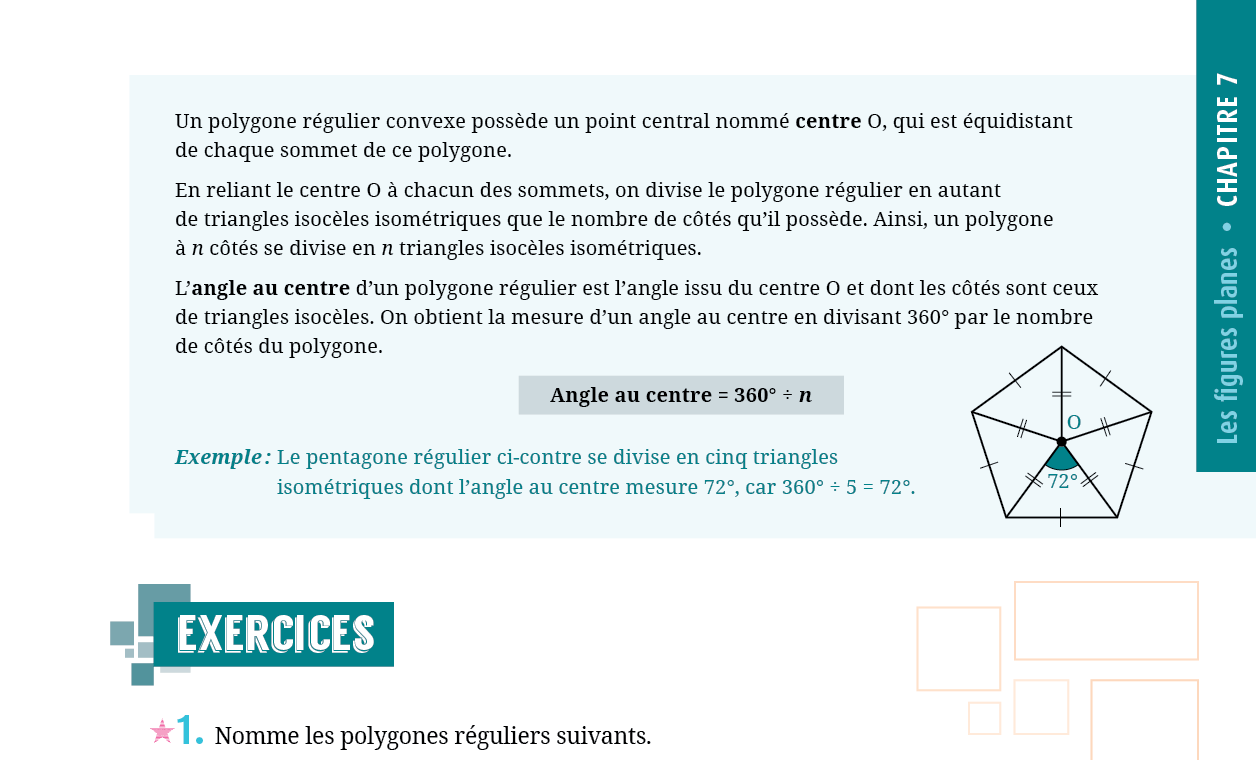 Un polygone régulier convexe possède un point central nommé centre O, qui est équidistant
de chaque sommet de ce polygone.
En reliant le centre O à chacun des sommets, on divise le polygone régulier en autant
de triangles isocèles isométriques que le nombre de côtés qu’il possède. Ainsi, un polygone
à n côtés se divise en n triangles isocèles isométriques.
L’angle au centre d’un polygone régulier est l’angle issu du centre O et dont les côtés sont ceux
de triangles isocèles. On obtient la mesure d’un angle au centre en divisant 360° par le nombre
de côtés du polygone.
Angle au centre = 360° ÷ n
Exemple : Le pentagone régulier ci-contre se divise en cinq triangles
isométriques dont l’angle au centre mesure 72°, car 360° ÷ 5 = 72°.
O
72°
Les figures planes • CHAPITRE 7
EXERCICES
1. Nomme les polygones réguliers suivants.